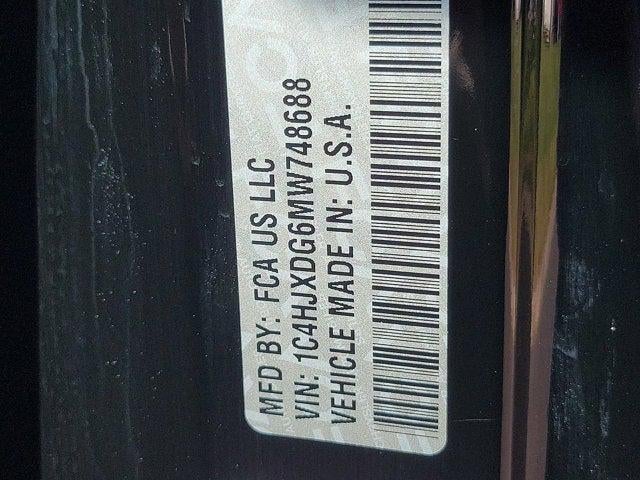 MFD BY: FCA US LLC
VIN: 1C4HJXDG6MW748688
VEHICLE MADE IN: U.S.A.